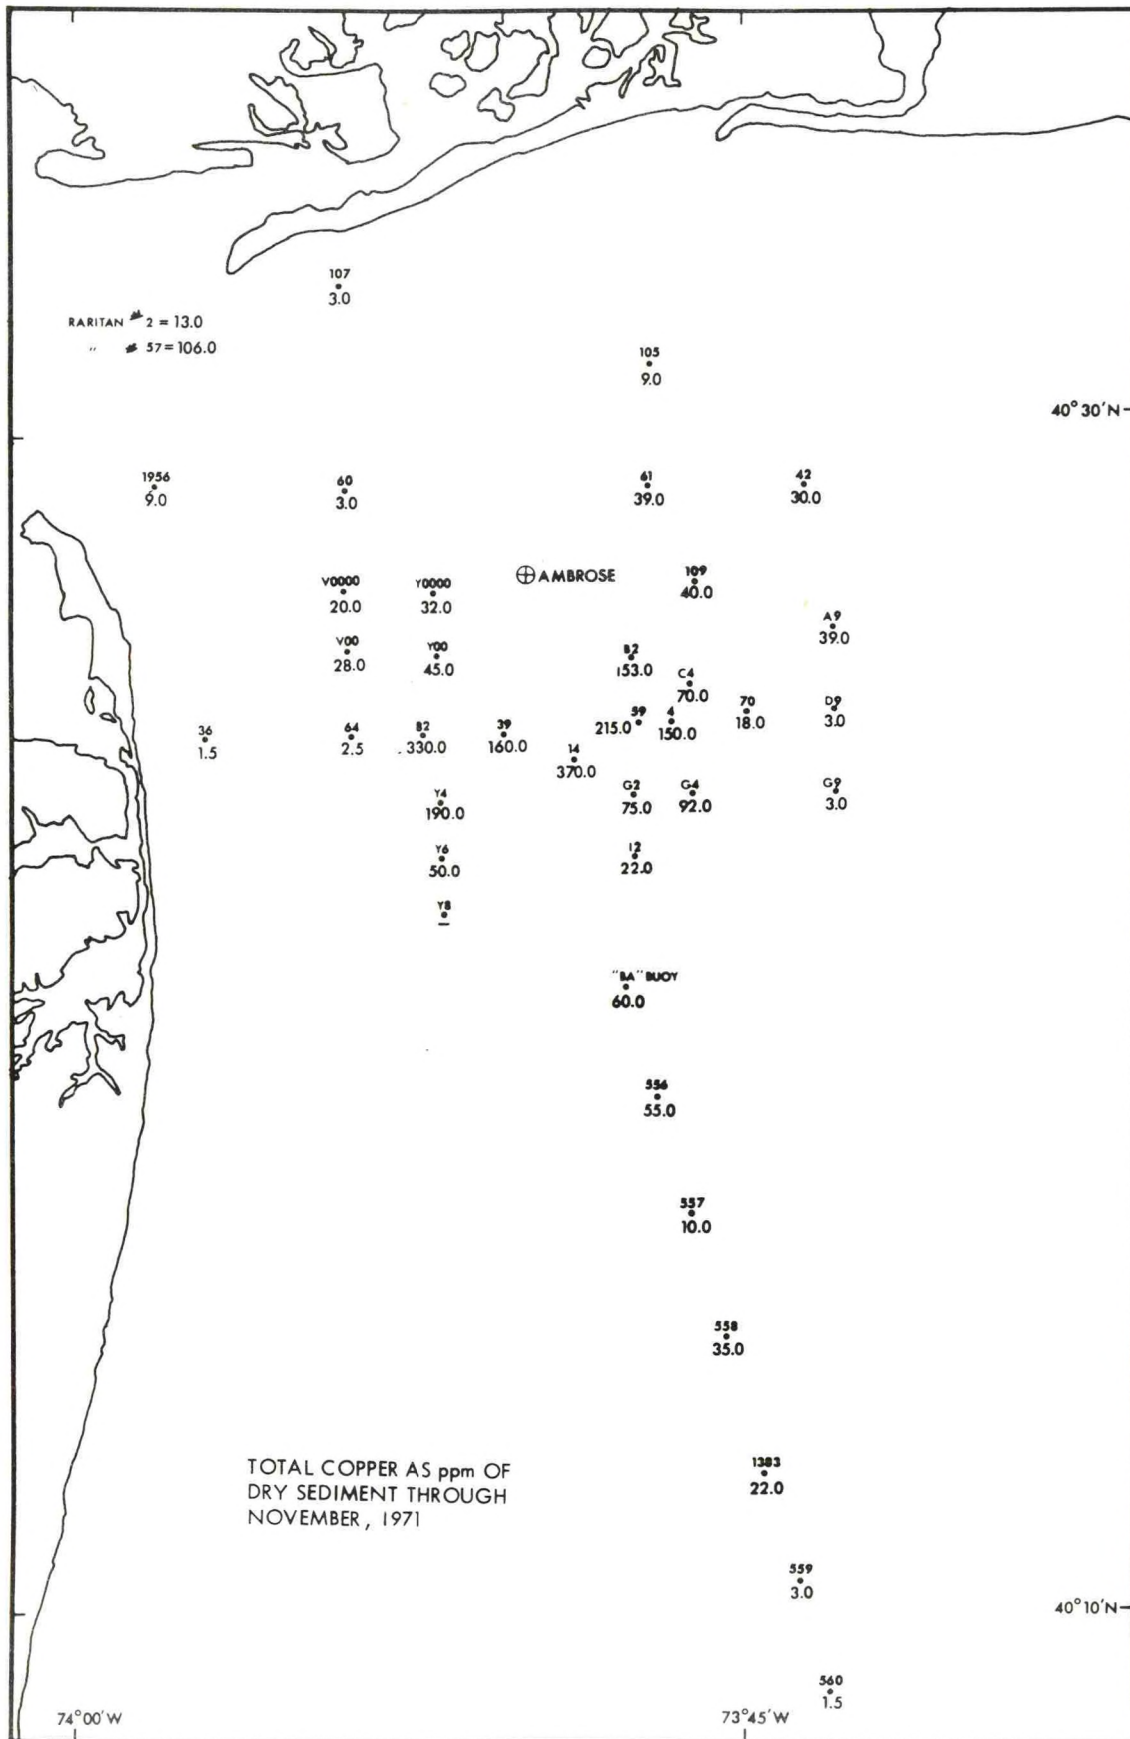 107
3.0
RARITAN # 2 = 13.0
" # 57 = 106.0
105
9.0
40°30'N
1956
9.0
60
3.0
61
39.0
42
30.0
AMBROSE
109
40.0
V0000
20.0
Y0000
32.0
A9
39.0
V00
28.0
Y00
45.0
B2
153.0
C4
70.0
36
1.5
64
2.5
B2
330.0
39
160.0
14
370.0
59
215.0
4
150.0
70
18.0
D9
3.0
Y4
190.0
G2
75.0
G4
92.0
G9
3.0
Y6
50.0
I2
22.0
Y8
—
"BA" BUOY
60.0
556
55.0
557
10.0
558
35.0
TOTAL COPPER AS ppm OF
DRY SEDIMENT THROUGH
NOVEMBER, 1971
1383
22.0
559
3.0
40°10'N
560
1.5
74°00'W
73°45'W